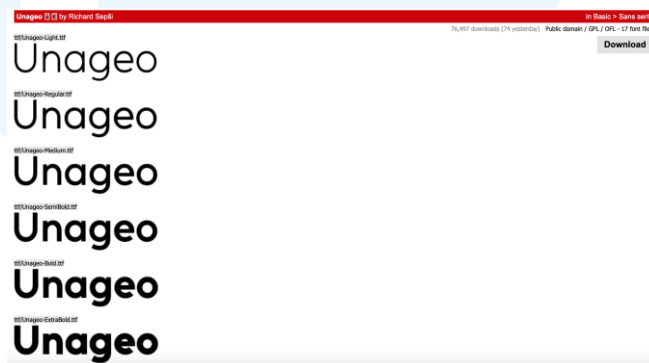 Unageo by Richard Sepši
in Basic > Sans serif
76,497 downloads (74 yesterday) Public domain / GPL / OFL - 17 font file
Download
ttf/Unageo-Light.ttf
Unageo
ttf/Unageo-Regular.ttf
Unageo
ttf/Unageo-Medium.ttf
Unageo
ttf/Unageo-SemiBold.ttf
Unageo
ttf/Unageo-Bold.ttf
Unageo
ttf/Unageo-ExtraBold.ttf
Unageo